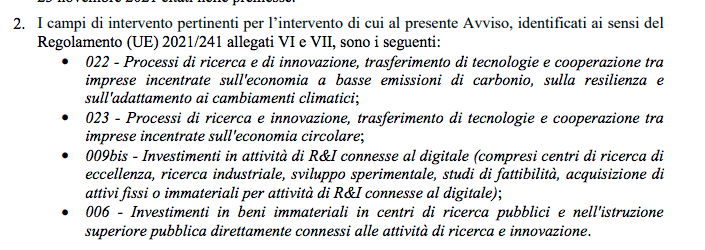 2. I campi di intervento pertinenti per l'intervento di cui al presente Avviso, identificati ai sensi del
Regolamento (UE) 2021/241 allegati VI e VII, sono i seguenti:
• 022 - Processi di ricerca e di innovazione, trasferimento di tecnologie e cooperazione tra
imprese incentrate sull'economia a basse emissioni di carbonio, sulla resilienza e
sull'adattamento ai cambiamenti climatici;
• 023 - Processi di ricerca e innovazione, trasferimento di tecnologie e cooperazione tra
imprese incentrate sull'economia circolare;
• 009bis - Investimenti in attività di R&I connesse al digitale (compresi centri di ricerca di
eccellenza, ricerca industriale, sviluppo sperimentale, studi di fattibilità, acquisizione di
attivi fissi o immateriali per attività di R&I connesse al digitale);
• 006 - Investimenti in beni immateriali in centri di ricerca pubblici e nell'istruzione
superiore pubblica direttamente connessi alle attività di ricerca e innovazione.